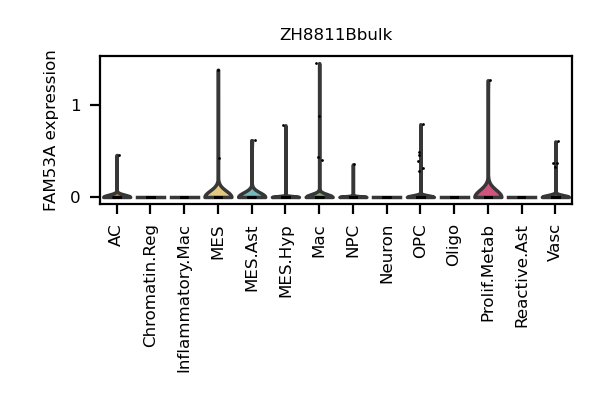 ZH8811Bbulk
FAM53A expression
1
0
AC
Chromatin.Reg
Inflammatory.Mac
MES
MES.Ast
MES.Hyp
Mac
NPC
Neuron
OPC
Oligo
Prolif.Metab
Reactive.Ast
Vasc